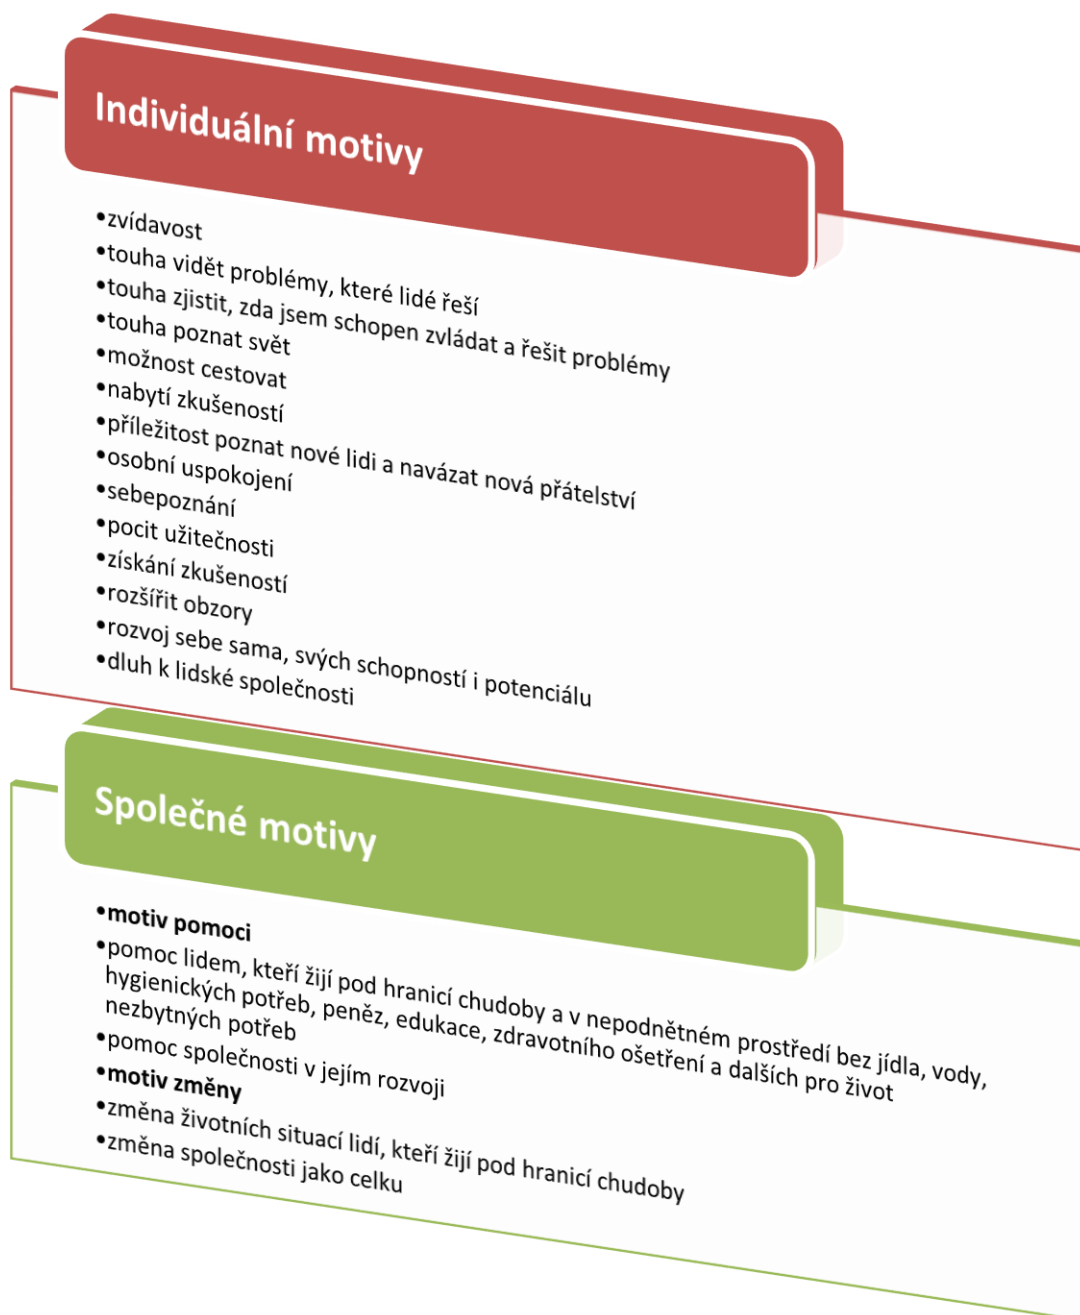 Individuální motivy
•zvídavost
•touha vidět problémy, které lidé řeší
•touha zjistit, zda jsem schopen zvládat a řešit problémy
•touha poznat svět
•možnost cestovat
•nabytí zkušeností
•příležitost poznat nové lidi a navázat nová přátelství
•osobní uspokojení
•sebepoznání
•pocit užitečnosti
•získání zkušeností
•rozšířit obzory
•rozvoj sebe sama, svých schopností i potenciálu
•dluh k lidské společnosti
Společné motivy
•motiv pomoci
•pomoc lidem, kteří žijí pod hranicí chudoby a v nepodnětném prostředí bez jídla, vody,
hygienických potřeb, peněz, edukace, zdravotního ošetření a dalších pro život
nezbytných potřeb
•pomoc společnosti v jejím rozvoji
•motiv změny
•změna životních situací lidí, kteří žijí pod hranicí chudoby
•změna společnosti jako celku